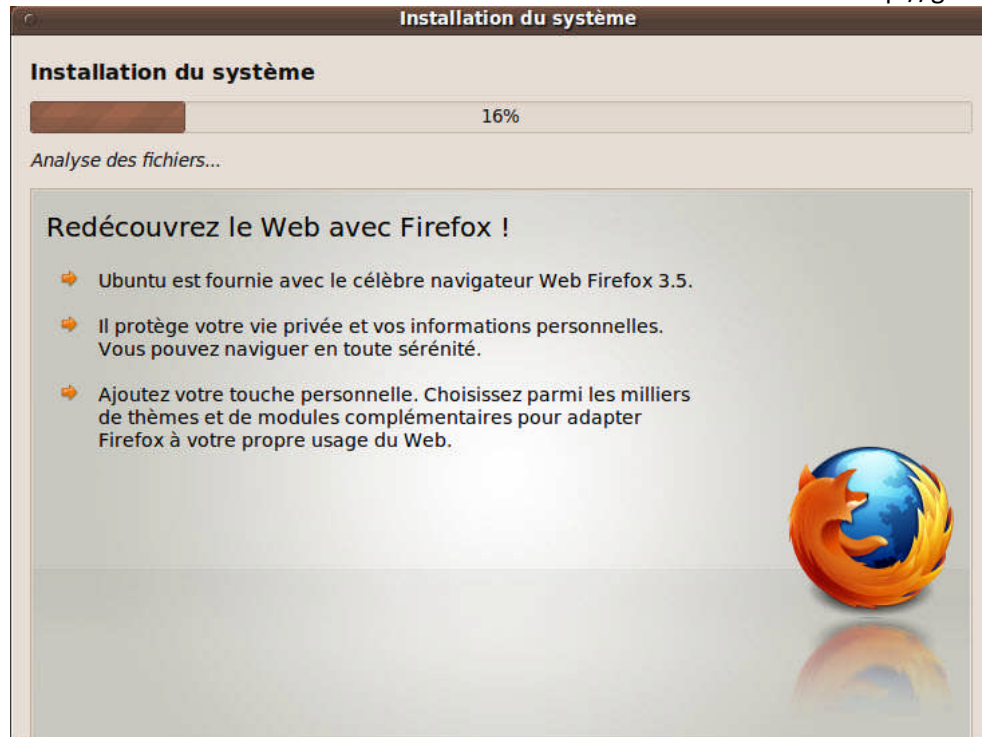 Installation du système
Installation du système
16%
Analyse des fichiers...
Redécouvrez le Web avec Firefox !
Ubuntu est fournie avec le célèbre navigateur Web Firefox 3.5.
Il protège votre vie privée et vos informations personnelles.
Vous pouvez naviguer en toute sérénité.
Ajoutez votre touche personnelle. Choisissez parmi les milliers
de thèmes et de modules complémentaires pour adapter
Firefox à votre propre usage du Web.